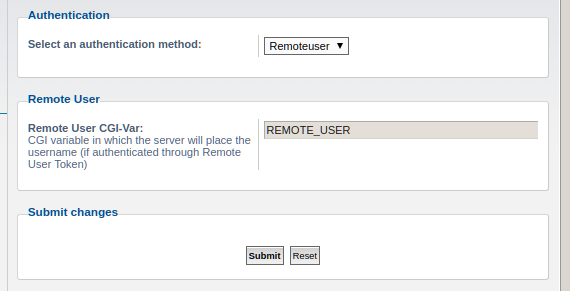 Authentication
Select an authentication method:
Remoteuser
Remote User
Remote User CGI-Var:
REMOTE_USER
CGI variable in which the server will place the
username (if authenticated through Remote
User Token)
Submit changes
Submit Reset